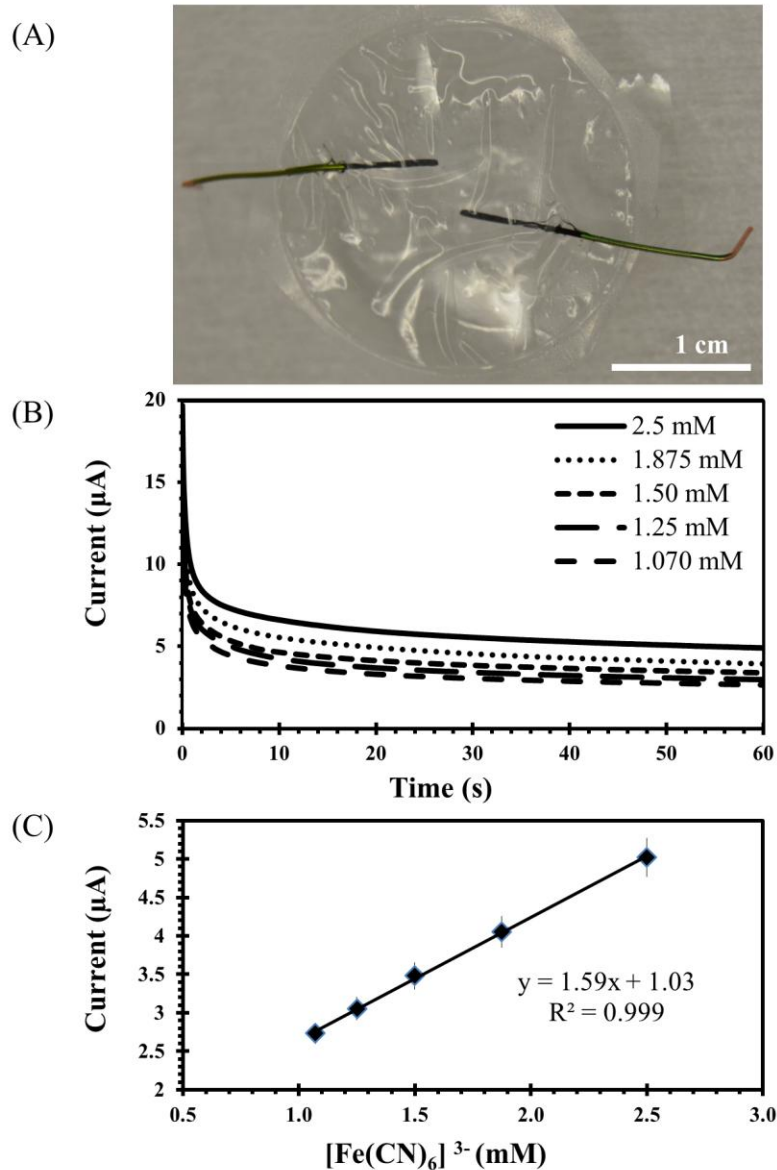 (A)
1 cm
(B)
Current (µA)
20
15
10
5
0
2.5 mM
1.875 mM
1.50 mM
1.25 mM
1.070 mM
0 10 20 30 40 50 60
Time (s)
(C)
Current (µA)
5.5
5
4.5
4
3.5
3
2.5
2
y = 1.59x + 1.03
R² = 0.999
0.5 1.0 1.5 2.0 2.5 3.0
[Fe(CN)₆] ³⁻ (mM)